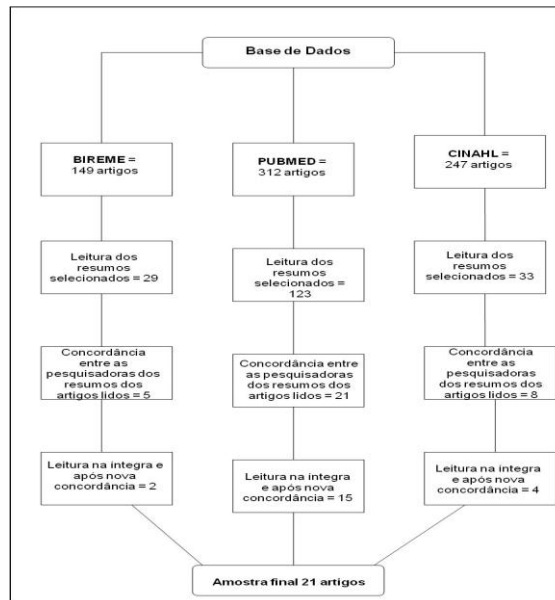 Base de Dados
BIREME =
149 artigos
PUBMED =
312 artigos
CINAHL =
247 artigos
Leitura dos
resumos
selecionados = 29
Leitura dos
resumos
selecionados =
123
Leitura dos
resumos
selecionados = 33
Concordância
entre as
pesquisadoras dos
resumos dos
artigos lidos = 5
Concordância entre
as pesquisadoras
dos resumos dos
artigos lidos = 21
Concordância
entre as
pesquisadoras dos
resumos dos
artigos lidos = 8
Leitura na íntegra e
após nova
concordância = 2
Leitura na íntegra
e após nova
concordância = 15
Leitura na íntegra
e após nova
concordância = 4
Amostra final 21 artigos